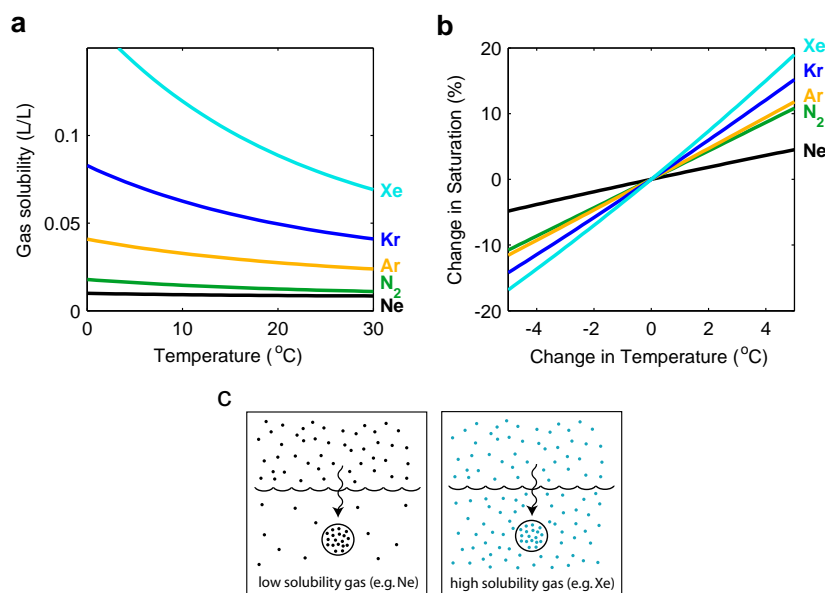 a
Gas solubility (L/L)
0.1
0.05
0
0
10
20
30
Temperature (°C)
Xe
Kr
Ar
N2
Ne
b
Change in Saturation (%)
20
10
0
-10
-20
-4
-2
0
2
4
Change in Temperature (°C)
Xe
Kr
Ar
N2
Ne
c
low solubility gas (e.g. Ne)
high solubility gas (e.g. Xe)